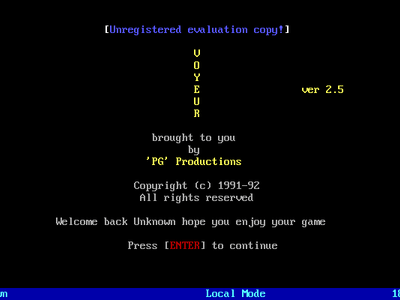 [Unregistered evaluation copy!]
V
O
Y
E
U
R
ver 2.5
brought to you
by
'PG' Productions
Copyright (c) 1991-92
All rights reserved
Welcome back Unknown hope you enjoy your game
Press [ENTER] to continue
Local Mode